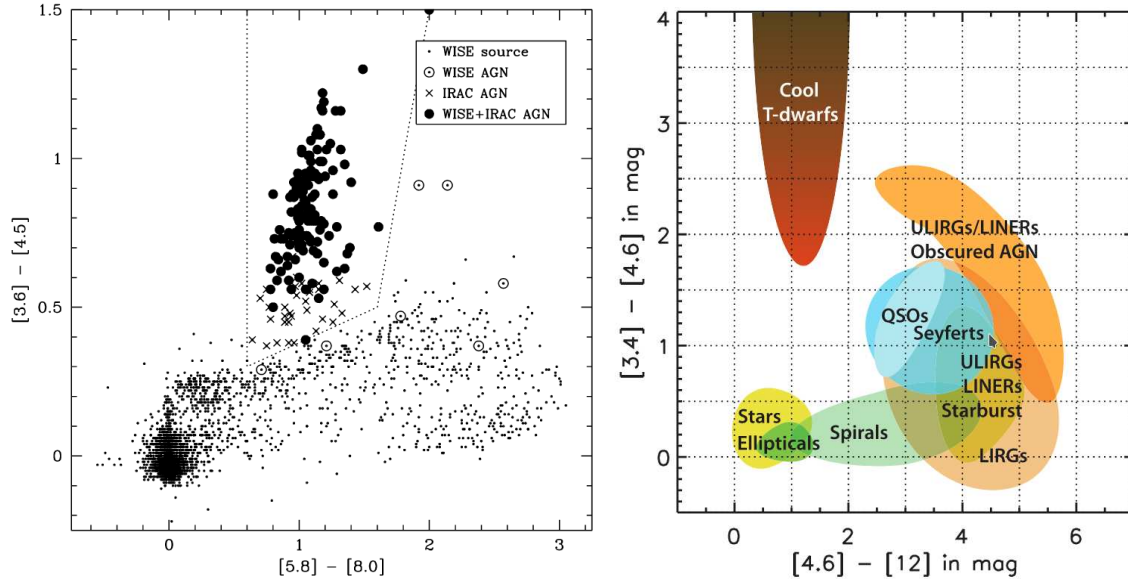 1.5
1
0.5
0
[3.6] − [4.5]
0
1
2
3
[5.8] − [8.0]
WISE source
WISE AGN
IRAC AGN
WISE+IRAC AGN
4
3
2
1
0
[3.4] − [4.6] in mag
0
2
4
6
[4.6] − [12] in mag
Cool
T-dwarfs
ULIRGs/LINERs
Obscured AGN
QSOs
Seyferts
ULIRGs
LINERs
Starburst
Stars
Ellipticals
Spirals
LIRGs